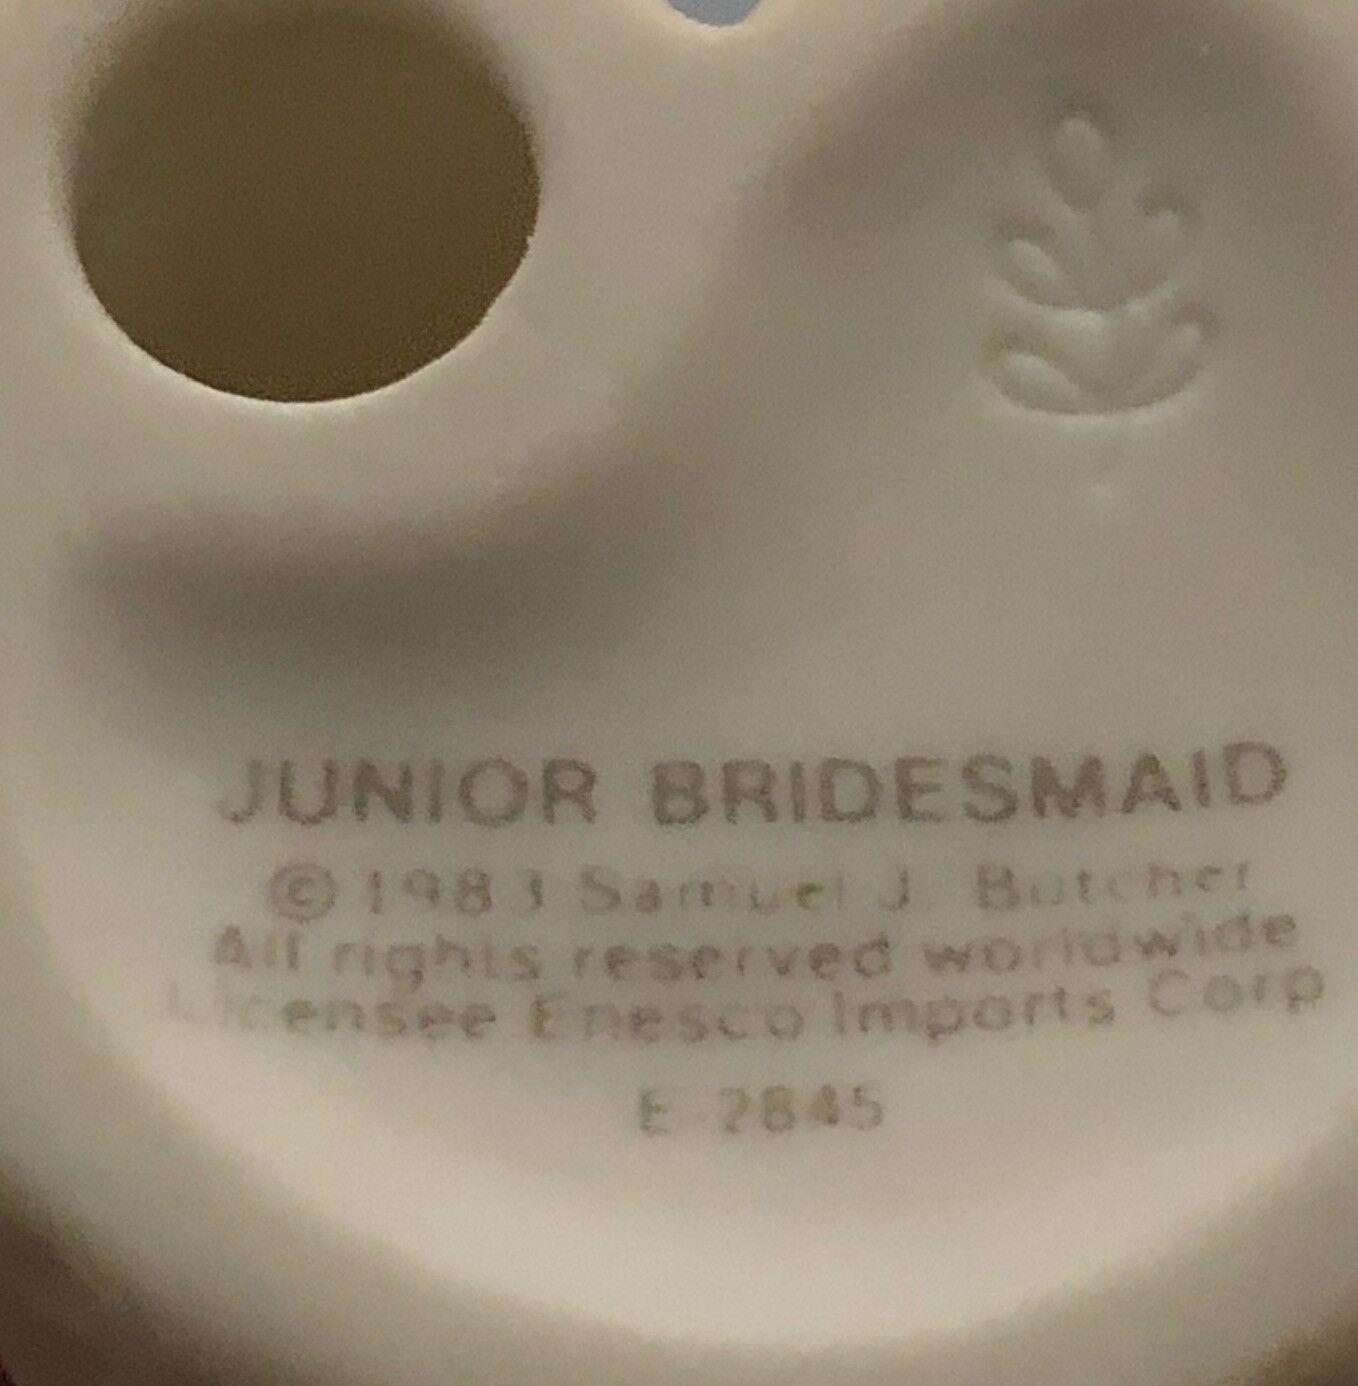 JUNIOR BRIDESMAID
© 1983 Samuel J. Butcher
All rights reserved worldwide
Licensee Enesco Imports Corp
E-2845